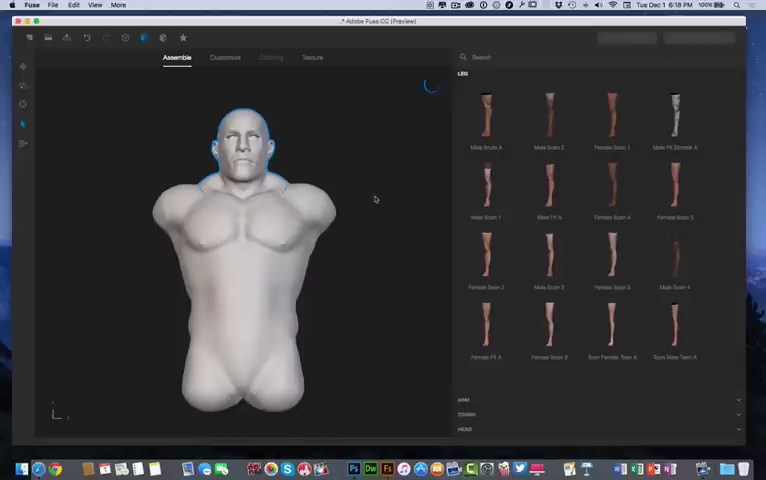 Fuse File Edit View More
100% Tue Dec 1 6:18 PM
* Adobe Fuse CC (Preview)
Assemble Customize Clothing Texture
Search
LEG
Male Brute A Male Scan 2 Female Scan 1 Male Fit Zombie A
Male Scan 1 Male Fit A Female Scan 4 Female Scan 5
Female Scan 2 Male Scan 3 Female Scan 6 Male Scan 4
Female Fit A Female Scan 3 Toon Female Teen A Toon Male Teen A
ARM
TORSO
HEAD